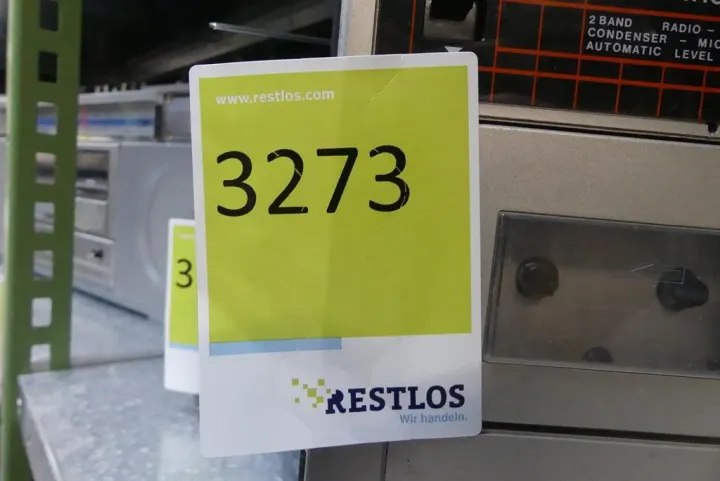 2 BAND RADIO -
CONDENSER - MIC
AUTOMATIC LEVEL
www.restlos.com
3273
3
RESTLOS
Wir handeln.